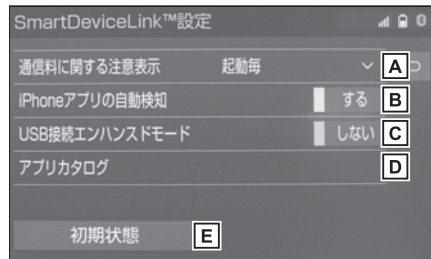 SmartDeviceLink™設定
通信料に関する注意表示 起動毎 A
iPhoneアプリの自動検知 する B
USB接続エンハンスドモード しない C
アプリカタログ D
初期状態 E